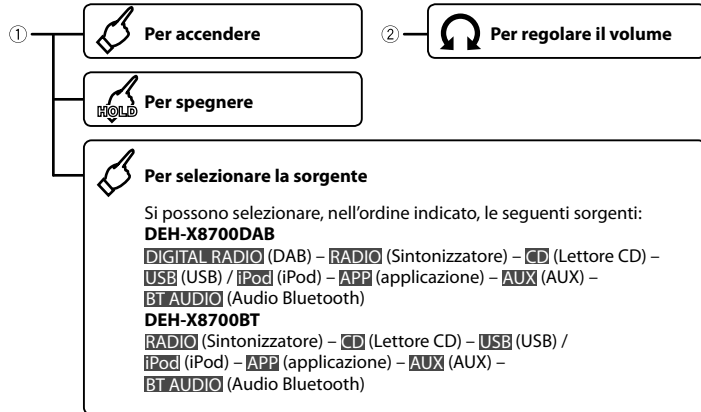 ① Per accendere
② Per regolare il volume
HOLD Per spegnere
Per selezionare la sorgente
Si possono selezionare, nell'ordine indicato, le seguenti sorgenti:
DEH-X8700DAB
DIGITAL RADIO (DAB) – RADIO (Sintonizzatore) – CD (Lettore CD) –
USB (USB) / iPod (iPod) – APP (applicazione) – AUX (AUX) –
BT AUDIO (Audio Bluetooth)
DEH-X8700BT
RADIO (Sintonizzatore) – CD (Lettore CD) – USB (USB) /
iPod (iPod) – APP (applicazione) – AUX (AUX) –
BT AUDIO (Audio Bluetooth)